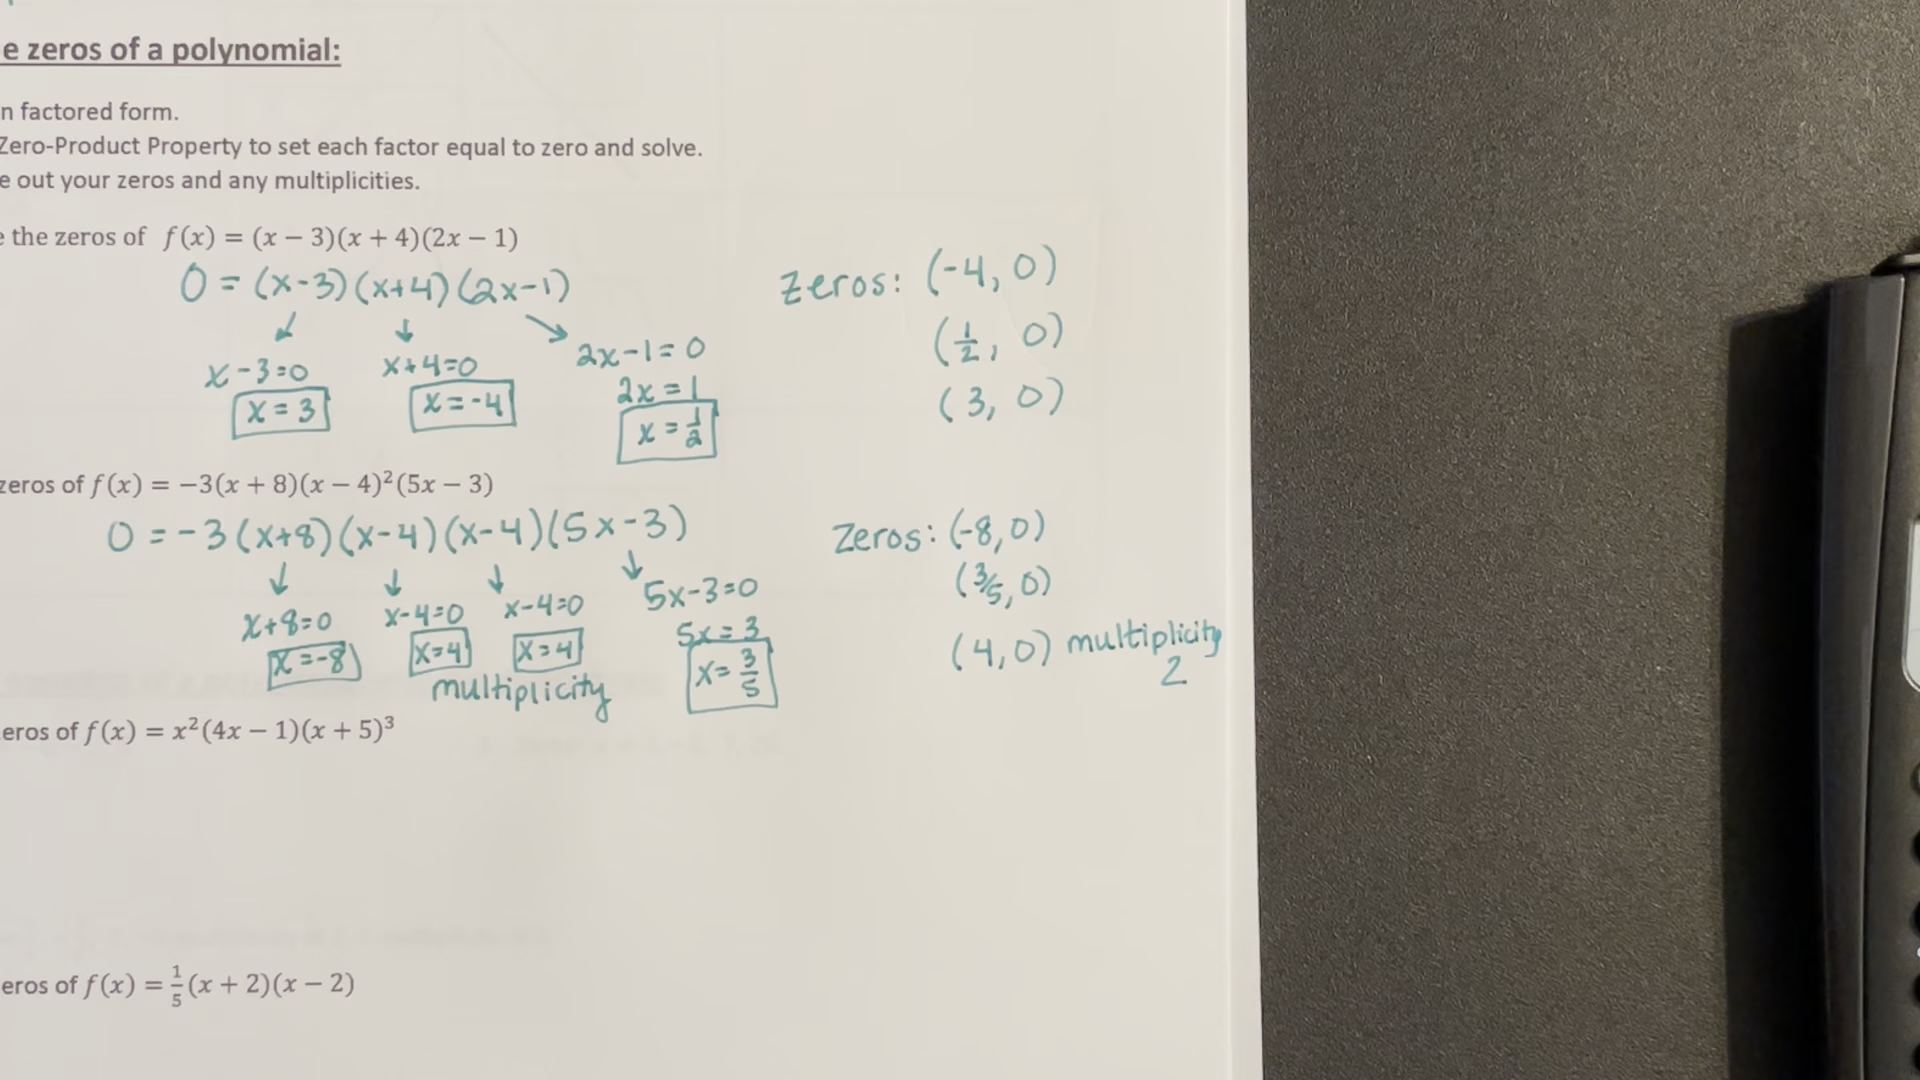 e zeros of a polynomial:
n factored form.
Zero-Product Property to set each factor equal to zero and solve.
e out your zeros and any multiplicities.
e the zeros of f(x) = (x − 3)(x + 4)(2x − 1)
0 = (x-3)(x+4)(2x-1)
x-3=0
x = 3
x+4=0
x = -4
2x-1=0
2x = 1
x = 1/2
Zeros: (-4, 0)
(1/2, 0)
(3, 0)
zeros of f(x) = −3(x + 8)(x − 4)²(5x − 3)
0 = -3(x+8)(x-4)(x-4)(5x-3)
x+8=0
x=-8
x-4=0
x=4
x-4=0
x=4
multiplicity
5x-3=0
5x = 3
x= 3/5
Zeros: (-8,0)
(3/5, 0)
(4,0) multiplicity
2
eros of f(x) = x²(4x − 1)(x + 5)³
eros of f(x) = 1/5(x + 2)(x − 2)